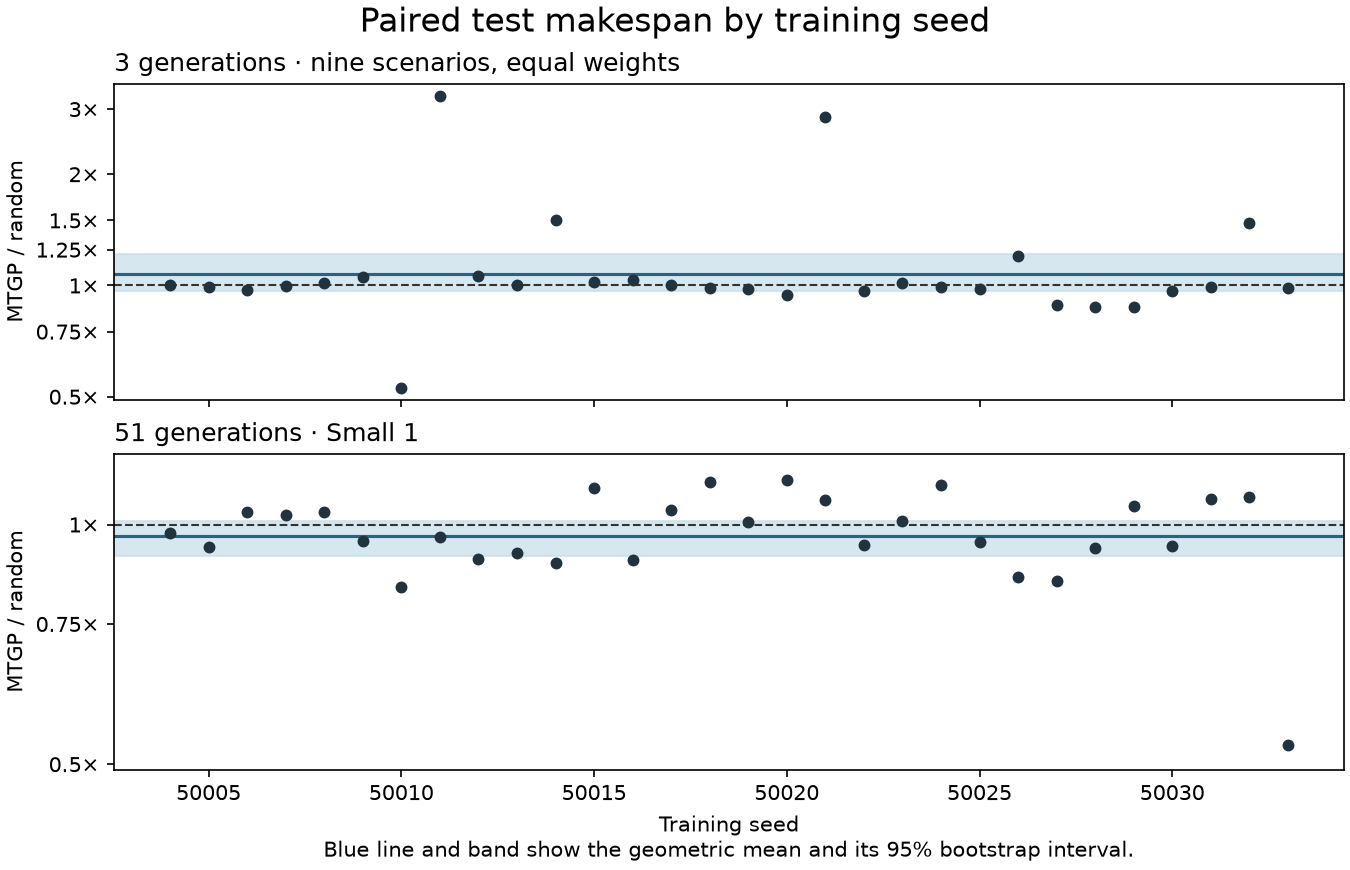 Paired test makespan by training seed
3 generations · nine scenarios, equal weights
MTGP / random
3×
2×
1.5×
1.25×
1×
0.75×
0.5×
51 generations · Small 1
MTGP / random
1×
0.75×
0.5×
50005 50010 50015 50020 50025 50030
Training seed
Blue line and band show the geometric mean and its 95% bootstrap interval.